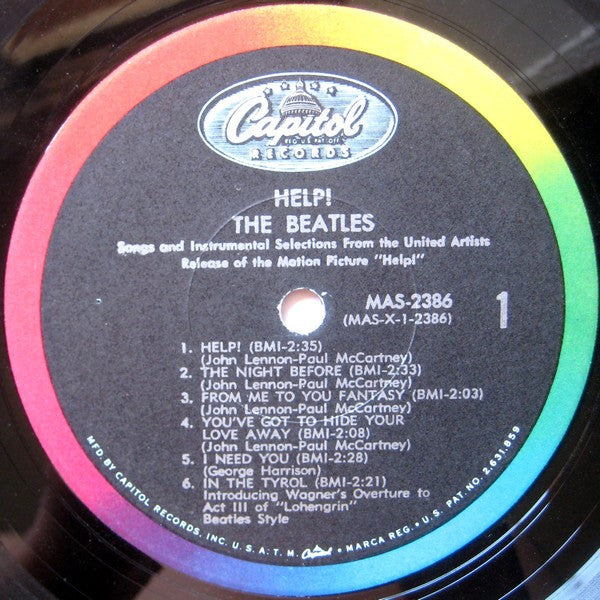 Capitol
REG. U.S. PAT. OFF.
RECORDS
HELP!
THE BEATLES
Songs and Instrumental Selections From the United Artists
Release of the Motion Picture "Help!"
MAS-2386
(MAS-X-1-2386)
1
1. HELP! (BMI-2:35)
(John Lennon-Paul McCartney)
2. THE NIGHT BEFORE (BMI-2:33)
(John Lennon-Paul McCartney)
3. FROM ME TO YOU FANTASY (BMI-2:03)
(John Lennon-Paul McCartney)
4. YOU'VE GOT TO HIDE YOUR
LOVE AWAY (BMI-2:08)
(John Lennon-Paul McCartney)
5. I NEED YOU (BMI-2:28)
(George Harrison)
6. IN THE TYROL (BMI-2:21)
Introducing Wagner's Overture to
Act III of "Lohengrin"
Beatles Style
MFD. BY CAPITOL RECORDS, INC. U.S.A. T.M. Capitol MARCA REG. • U.S. PAT. NO. 2,631,859